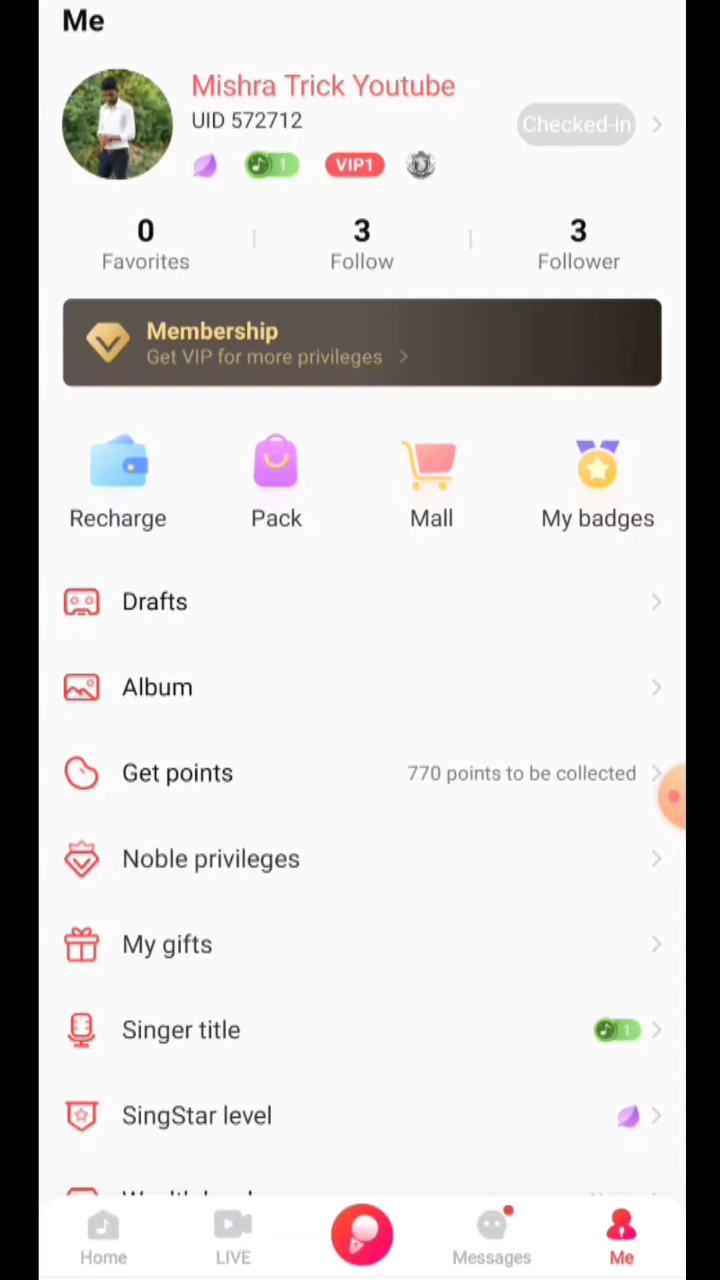 Me
Mishra Trick Youtube
UID 572712
Checked-in
1
VIP1
0
Favorites
3
Follow
3
Follower
Membership
Get VIP for more privileges
Recharge
Pack
Mall
My badges
Drafts
Album
Get points
770 points to be collected
Noble privileges
My gifts
Singer title
1
SingStar level
Home
LIVE
Messages
Me